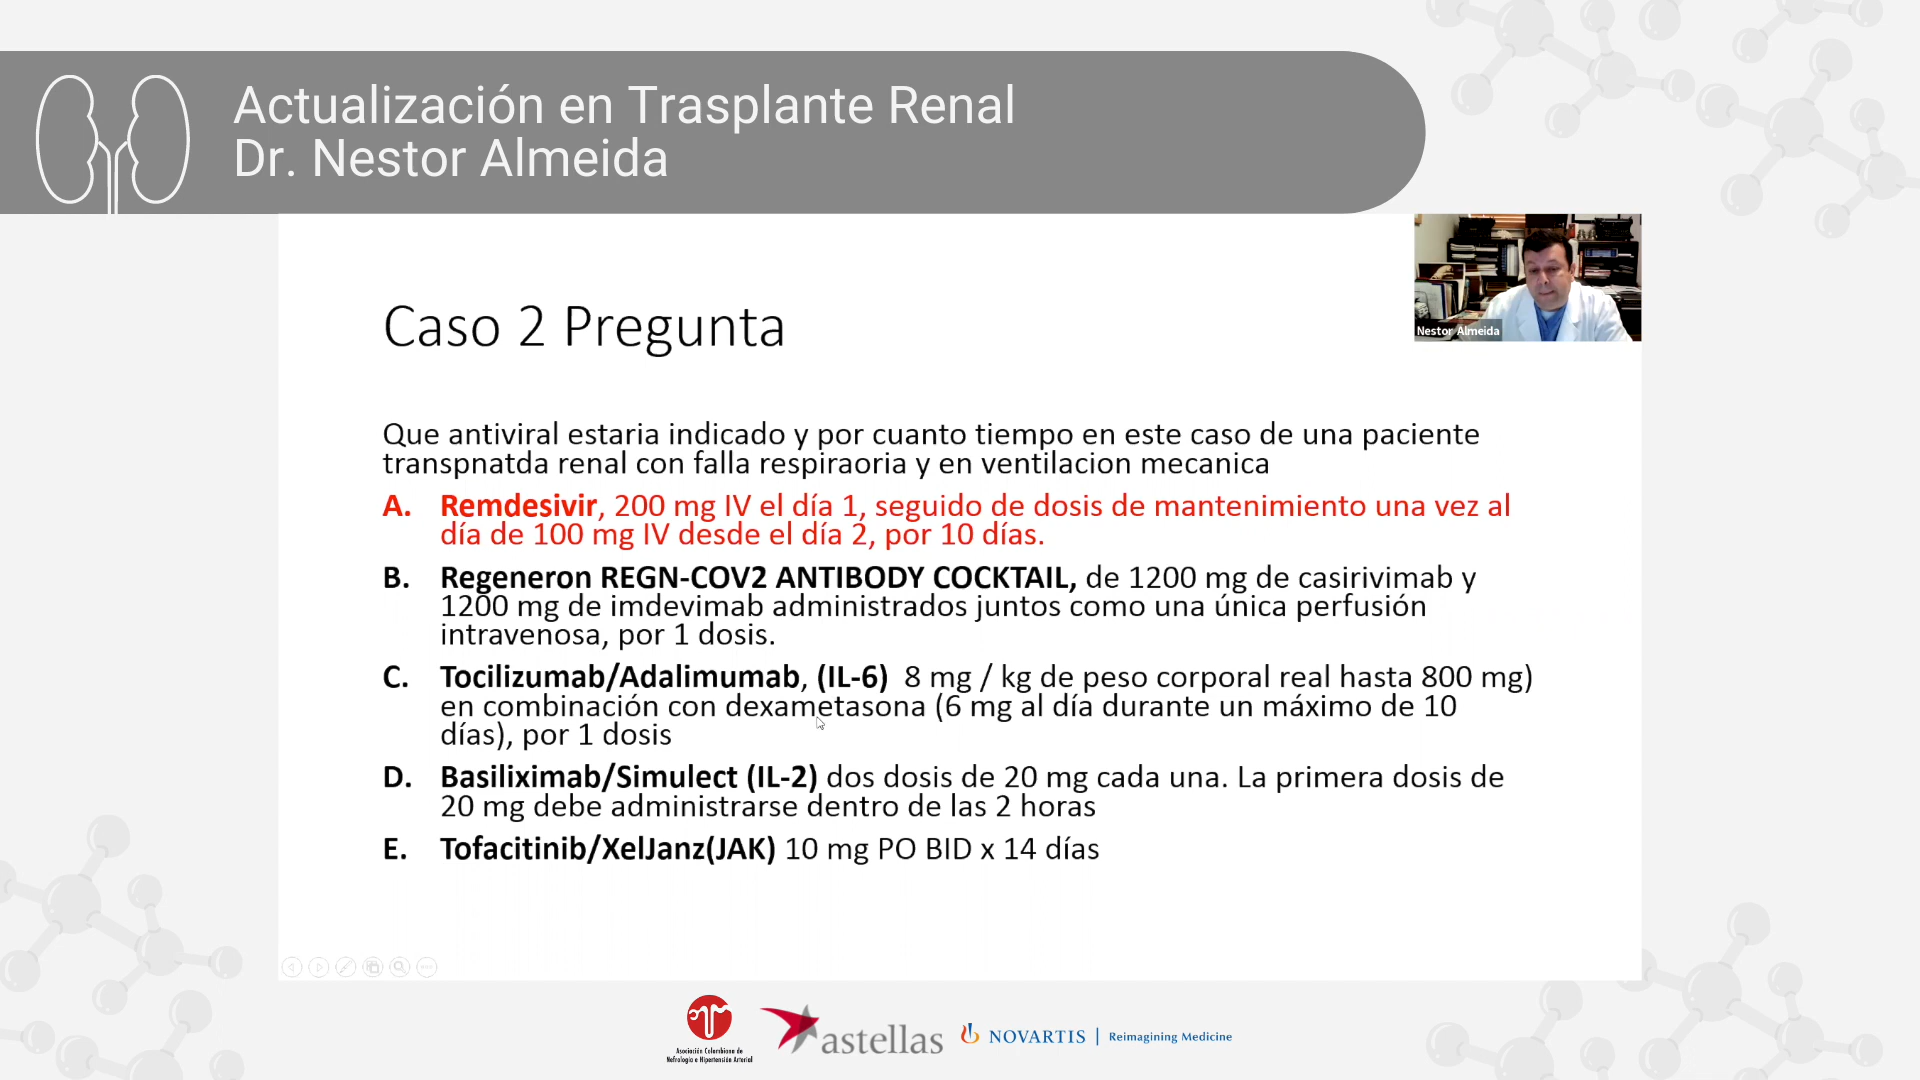 Actualización en Trasplante Renal
Dr. Nestor Almeida
Nestor Almeida
Caso 2 Pregunta
Que antiviral estaria indicado y por cuanto tiempo en este caso de una paciente
transpnatda renal con falla respiraoria y en ventilacion mecanica
A. Remdesivir, 200 mg IV el día 1, seguido de dosis de mantenimiento una vez al
día de 100 mg IV desde el día 2, por 10 días.
B. Regeneron REGN-COV2 ANTIBODY COCKTAIL, de 1200 mg de casirivimab y
1200 mg de imdevimab administrados juntos como una única perfusión
intravenosa, por 1 dosis.
C. Tocilizumab/Adalimumab, (IL-6) 8 mg / kg de peso corporal real hasta 800 mg)
en combinación con dexametasona (6 mg al día durante un máximo de 10
días), por 1 dosis
D. Basiliximab/Simulect (IL-2) dos dosis de 20 mg cada una. La primera dosis de
20 mg debe administrarse dentro de las 2 horas
E. Tofacitinib/XelJanz(JAK) 10 mg PO BID x 14 días
Asociación Colombiana de
Nefrología e Hipertensión Arterial
astellas
NOVARTIS | Reimagining Medicine